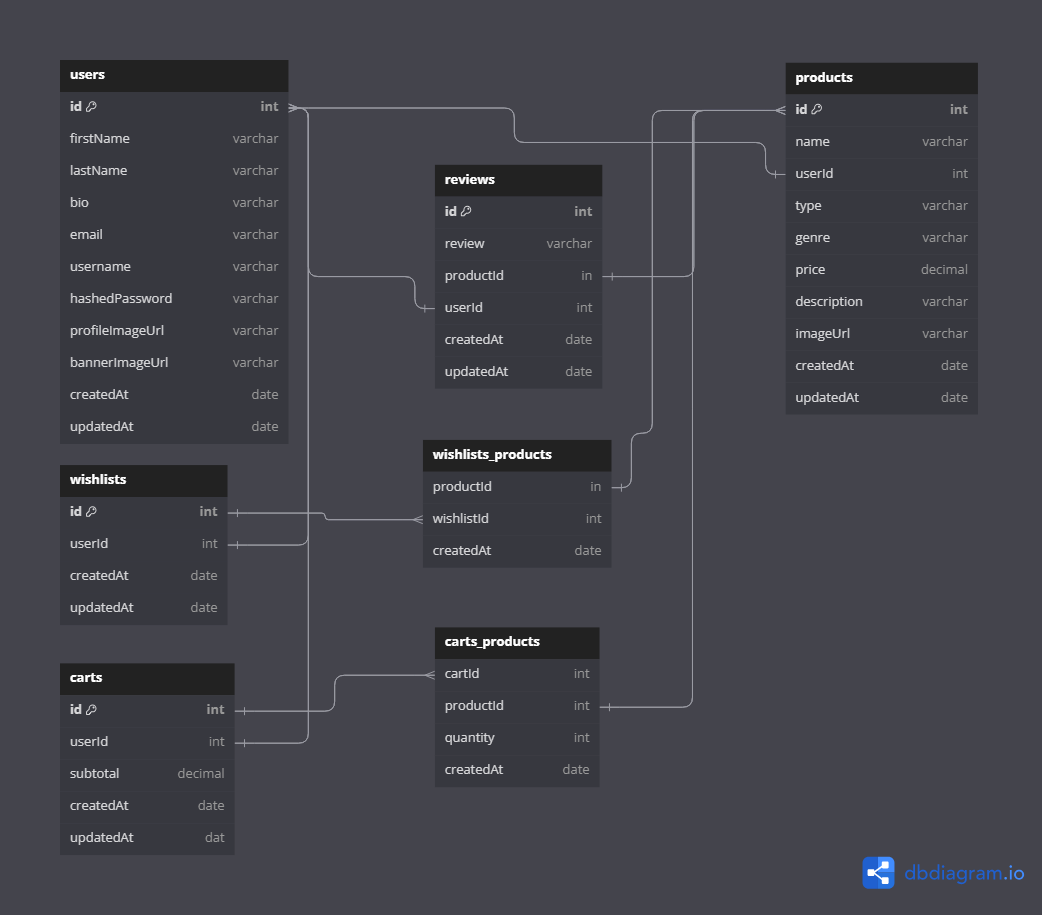 users
id int
firstName varchar
lastName varchar
bio varchar
email varchar
username varchar
hashedPassword varchar
profileImageUrl varchar
bannerImageUrl varchar
createdAt date
updatedAt date
products
id int
name varchar
userId int
type varchar
genre varchar
price decimal
description varchar
imageUrl varchar
createdAt date
updatedAt date
reviews
id int
review varchar
productId in
userId int
createdAt date
updatedAt date
wishlists
id int
userId int
createdAt date
updatedAt date
wishlists_products
productId in
wishlistId int
createdAt date
carts
id int
userId int
subtotal decimal
createdAt date
updatedAt dat
carts_products
cartId int
productId int
quantity int
createdAt date
dbdiagram.io